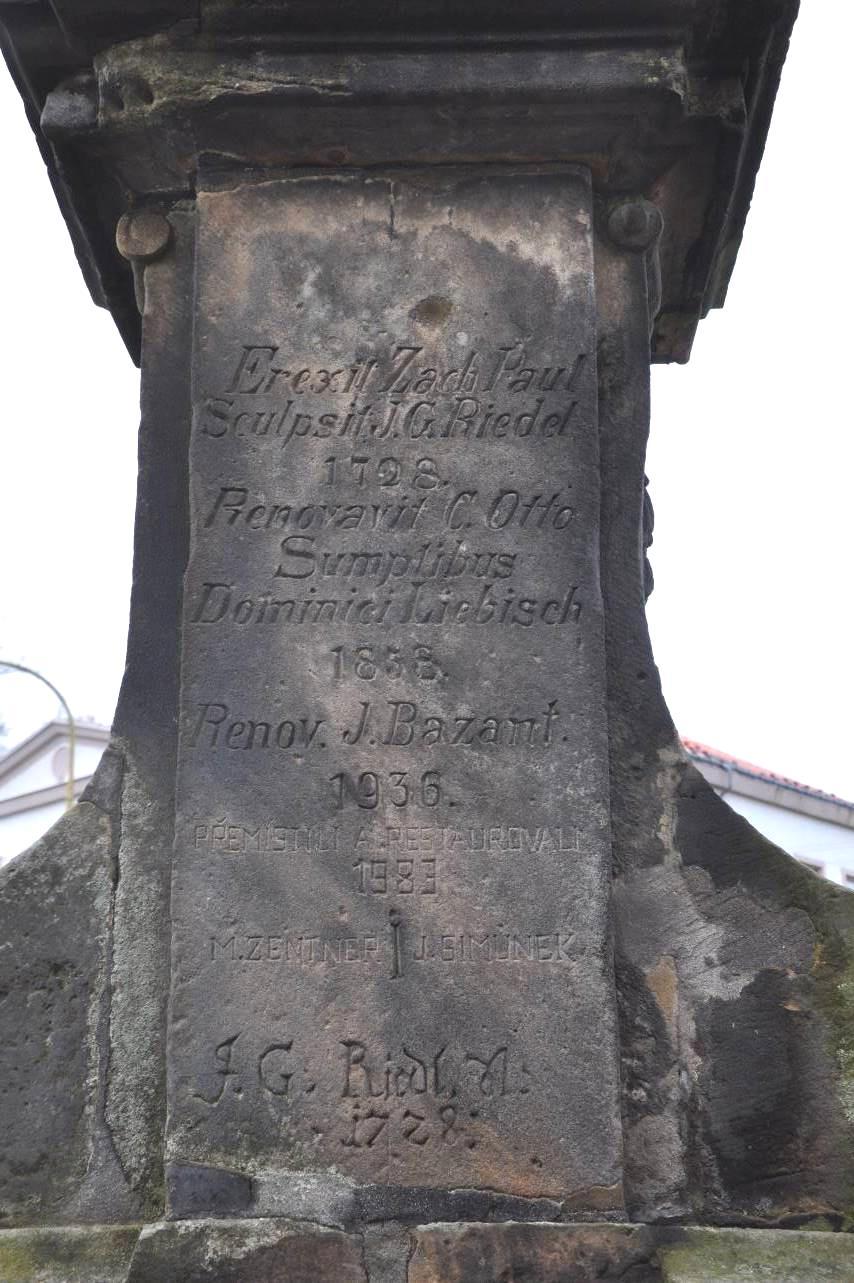 Erexit Zach Paul
Sculpsit J.G. Riedel
1728.
Renovavit C. Otto
Sumptibus
Dominici Liebisch
1858.
Renov. J. Bazant.
1936.
PŘEMÍSTILI A RESTAUROVALI
1983
M.ZENTNER J.SIMŮNEK
J. G. Riedl,
1728.